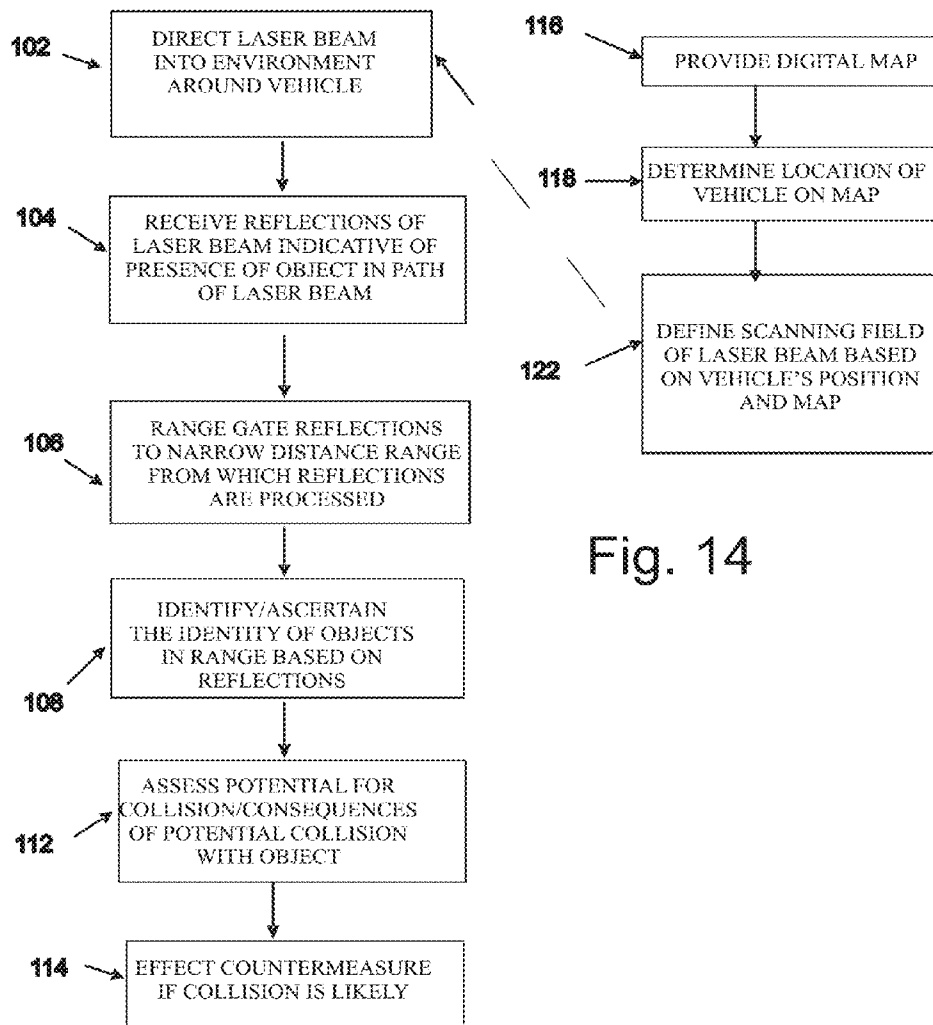 102
DIRECT LASER BEAM
INTO ENVIRONMENT
AROUND VEHICLE
104
RECEIVE REFLECTIONS OF
LASER BEAM INDICATIVE OF
PRESENCE OF OBJECT IN PATH
OF LASER BEAM
106
RANGE GATE REFLECTIONS
TO NARROW DISTANCE RANGE
FROM WHICH REFLECTIONS
ARE PROCESSED
108
IDENTIFY/ASCERTAIN
THE IDENTITY OF OBJECTS
IN RANGE BASED ON
REFLECTIONS
112
ASSESS POTENTIAL FOR
COLLISION/CONSEQUENCES
OF POTENTIAL COLLISION
WITH OBJECT
114
EFFECT COUNTERMEASURE
IF COLLISION IS LIKELY
116
PROVIDE DIGITAL MAP
118
DETERMINE LOCATION OF
VEHICLE ON MAP
122
DEFINE SCANNING FIELD
OF LASER BEAM BASED
ON VEHICLE'S POSITION
AND MAP
Fig. 14